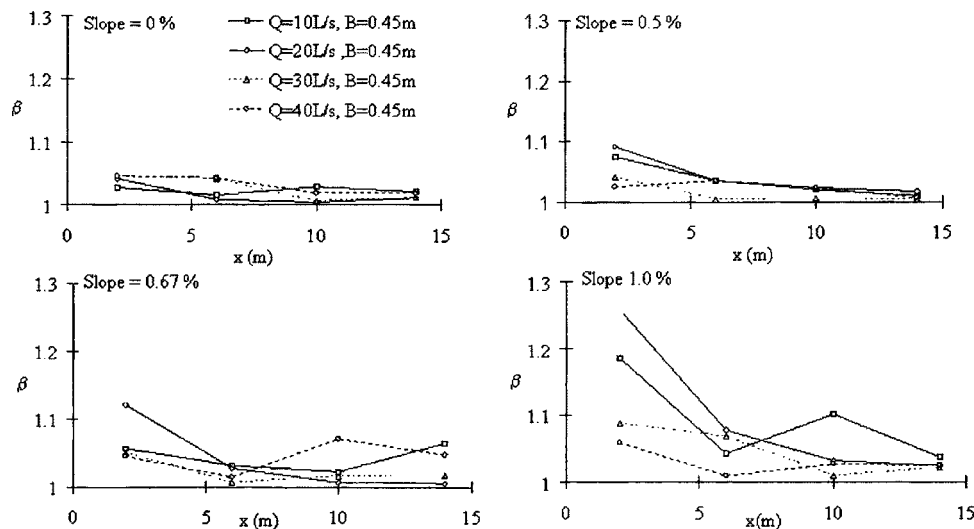 1.3
Slope = 0 %
Q=10L/s, B=0.45m
Q=20L/s ,B=0.45m
Q=30L/s, B=0.45m
Q=40L/s, B=0.45m
1.2
β
1.1
1
0
5
10
15
x (m)
1.3
Slope = 0.5 %
1.2
β
1.1
1
0
5
10
15
x (m)
1.3
Slope = 0.67 %
1.2
β
1.1
1
0
5
10
15
x (m)
1.3
Slope 1.0 %
1.2
β
1.1
1
0
5
10
15
x (m)